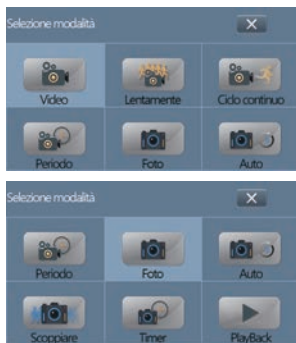 Selezione modalità X
Video Lentamente Ciclo continuo
Periodo Foto Auto
Selezione modalità X
Periodo Foto Auto
Scoppiare Timer PlayBack